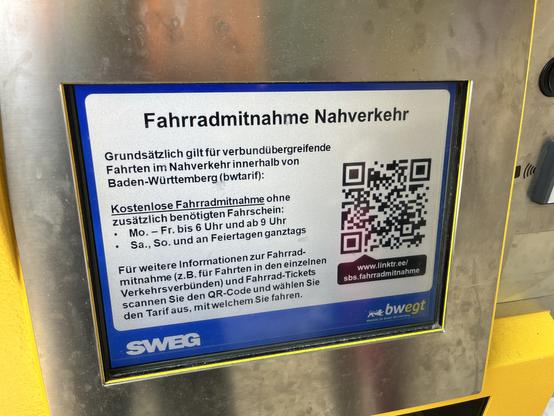 Fahrradmitnahme Nahverkehr
Grundsätzlich gilt für verbundübergreifende
Fahrten im Nahverkehr innerhalb von
Baden-Württemberg (bwtarif):
Kostenlose Fahrradmitnahme ohne
zusätzlich benötigten Fahrschein:
• Mo. – Fr. bis 6 Uhr und ab 9 Uhr
• Sa., So. und an Feiertagen ganztags
Für weitere Informationen zur Fahrrad-
mitnahme (z.B. für Fahrten in den einzelnen
Verkehrsverbünden) und Fahrrad-Tickets
scannen Sie den QR-Code und wählen Sie
den Tarif aus, mit welchem Sie fahren.
www.linktr.ee/
sbs.fahrradmitnahme
SWEG
bwegt